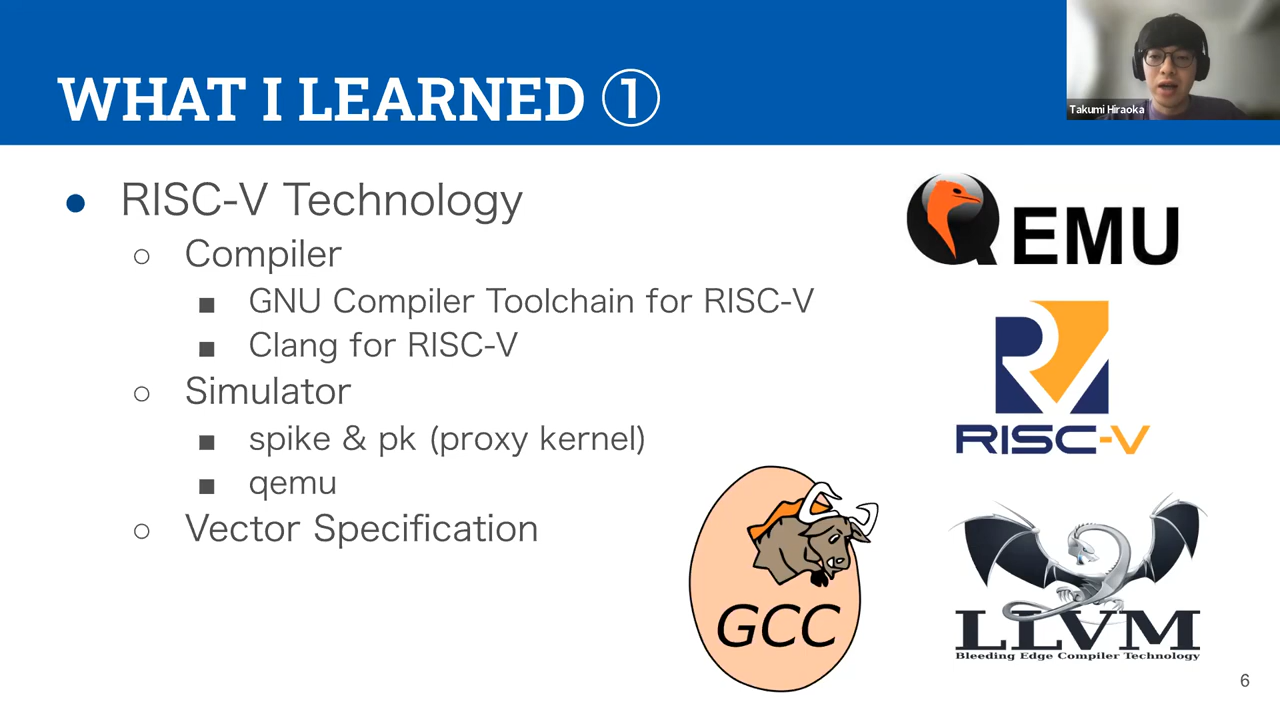 WHAT I LEARNED ①
Takumi Hiraoka
● RISC-V Technology
○ Compiler
■ GNU Compiler Toolchain for RISC-V
■ Clang for RISC-V
○ Simulator
■ spike & pk (proxy kernel)
■ qemu
○ Vector Specification
QEMU
RISC-V
GCC
LLVM
Bleeding Edge Compiler Technology
6